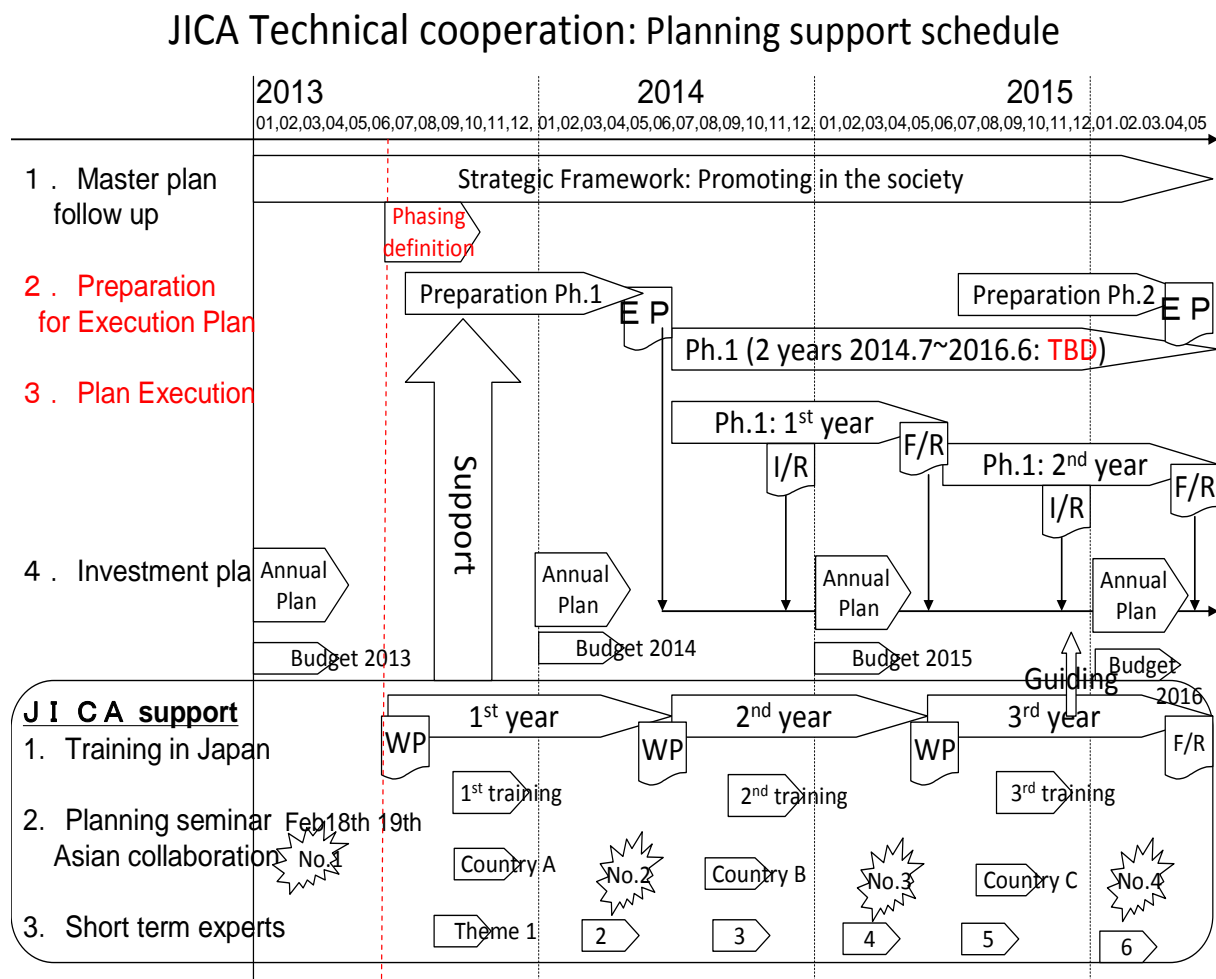 JICA Technical cooperation: Planning support schedule
2013 2014 2015
01,02,03,04,05,06,07,08,09,10,11,12, 01,02,03,04,05,06,07,08,09,10,11,12, 01,02,03,04,05,06,07,08,09,10,11,12,01.02.03.04,05
1． Master plan
follow up
Strategic Framework: Promoting in the society
Phasing
definition
2． Preparation
for Execution Plan
Preparation Ph.1
ＥＰ
Preparation Ph.2
ＥＰ
Ph.1 (2 years 2014.7~2016.6: TBD)
3． Plan Execution
Ph.1: 1st year
I/R
F/R
Ph.1: 2nd year
I/R
F/R
Support
4． Investment pla
Annual
Plan
Annual
Plan
Annual
Plan
Annual
Plan
Budget 2013
Budget 2014
Budget 2015
Budget
2016
Guiding
ＪＩＣＡ support
1st year
2nd year
3rd year
WP
WP
WP
F/R
1. Training in Japan
1st training
2nd training
3rd training
2. Planning seminar
Asian collaboration
Feb18th 19th
No.1
Country A
No.2
Country B
No.3
Country C
No.4
3. Short term experts
Theme 1
2
3
4
5
6